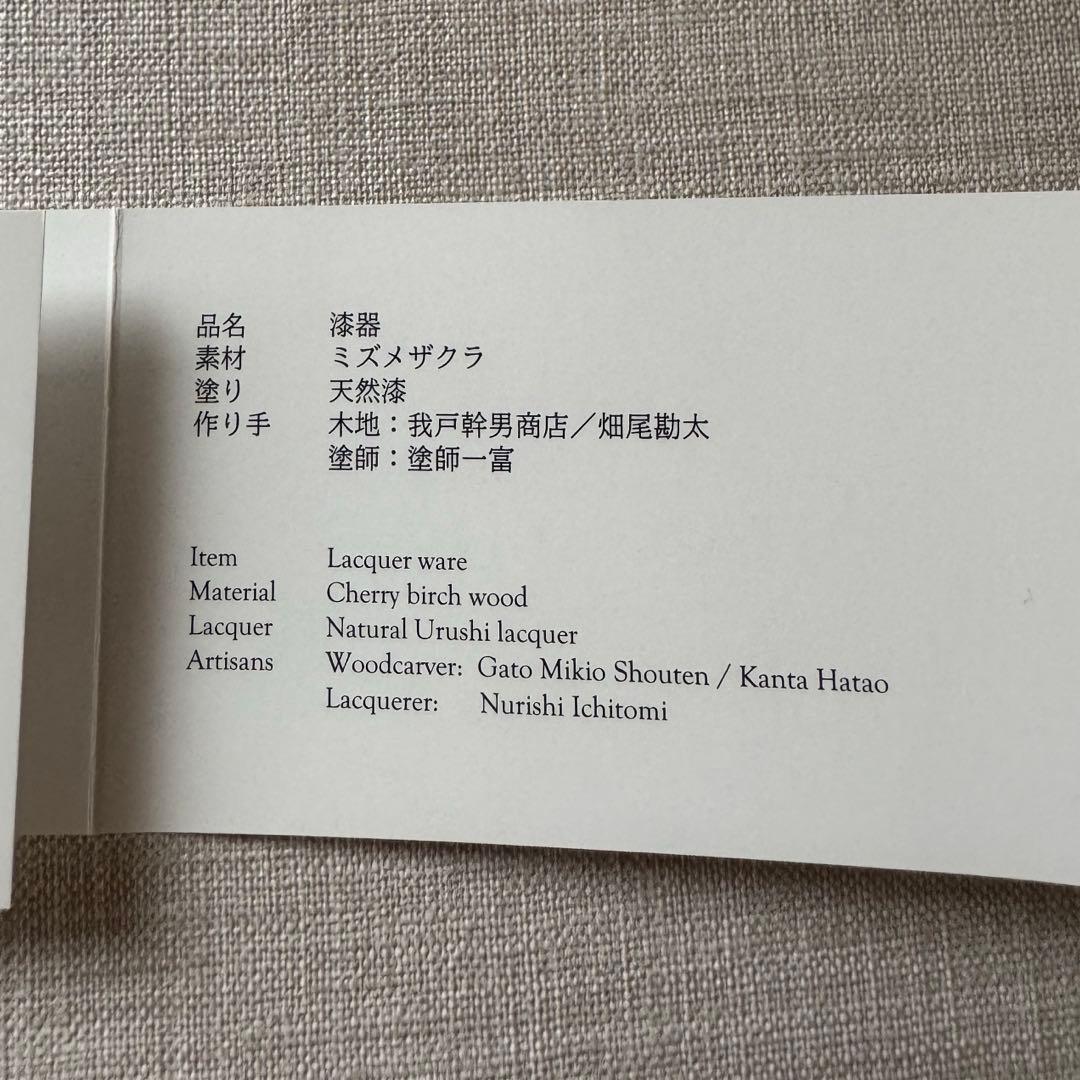 品名 漆器
素材 ミズメザクラ
塗り 天然漆
作り手 木地：我戸幹男商店／畑尾勘太
塗師：塗師一富
Item Lacquer ware
Material Cherry birch wood
Lacquer Natural Urushi lacquer
Artisans Woodcarver: Gato Mikio Shouten / Kanta Hatao
Lacquerer: Nurishi Ichitomi